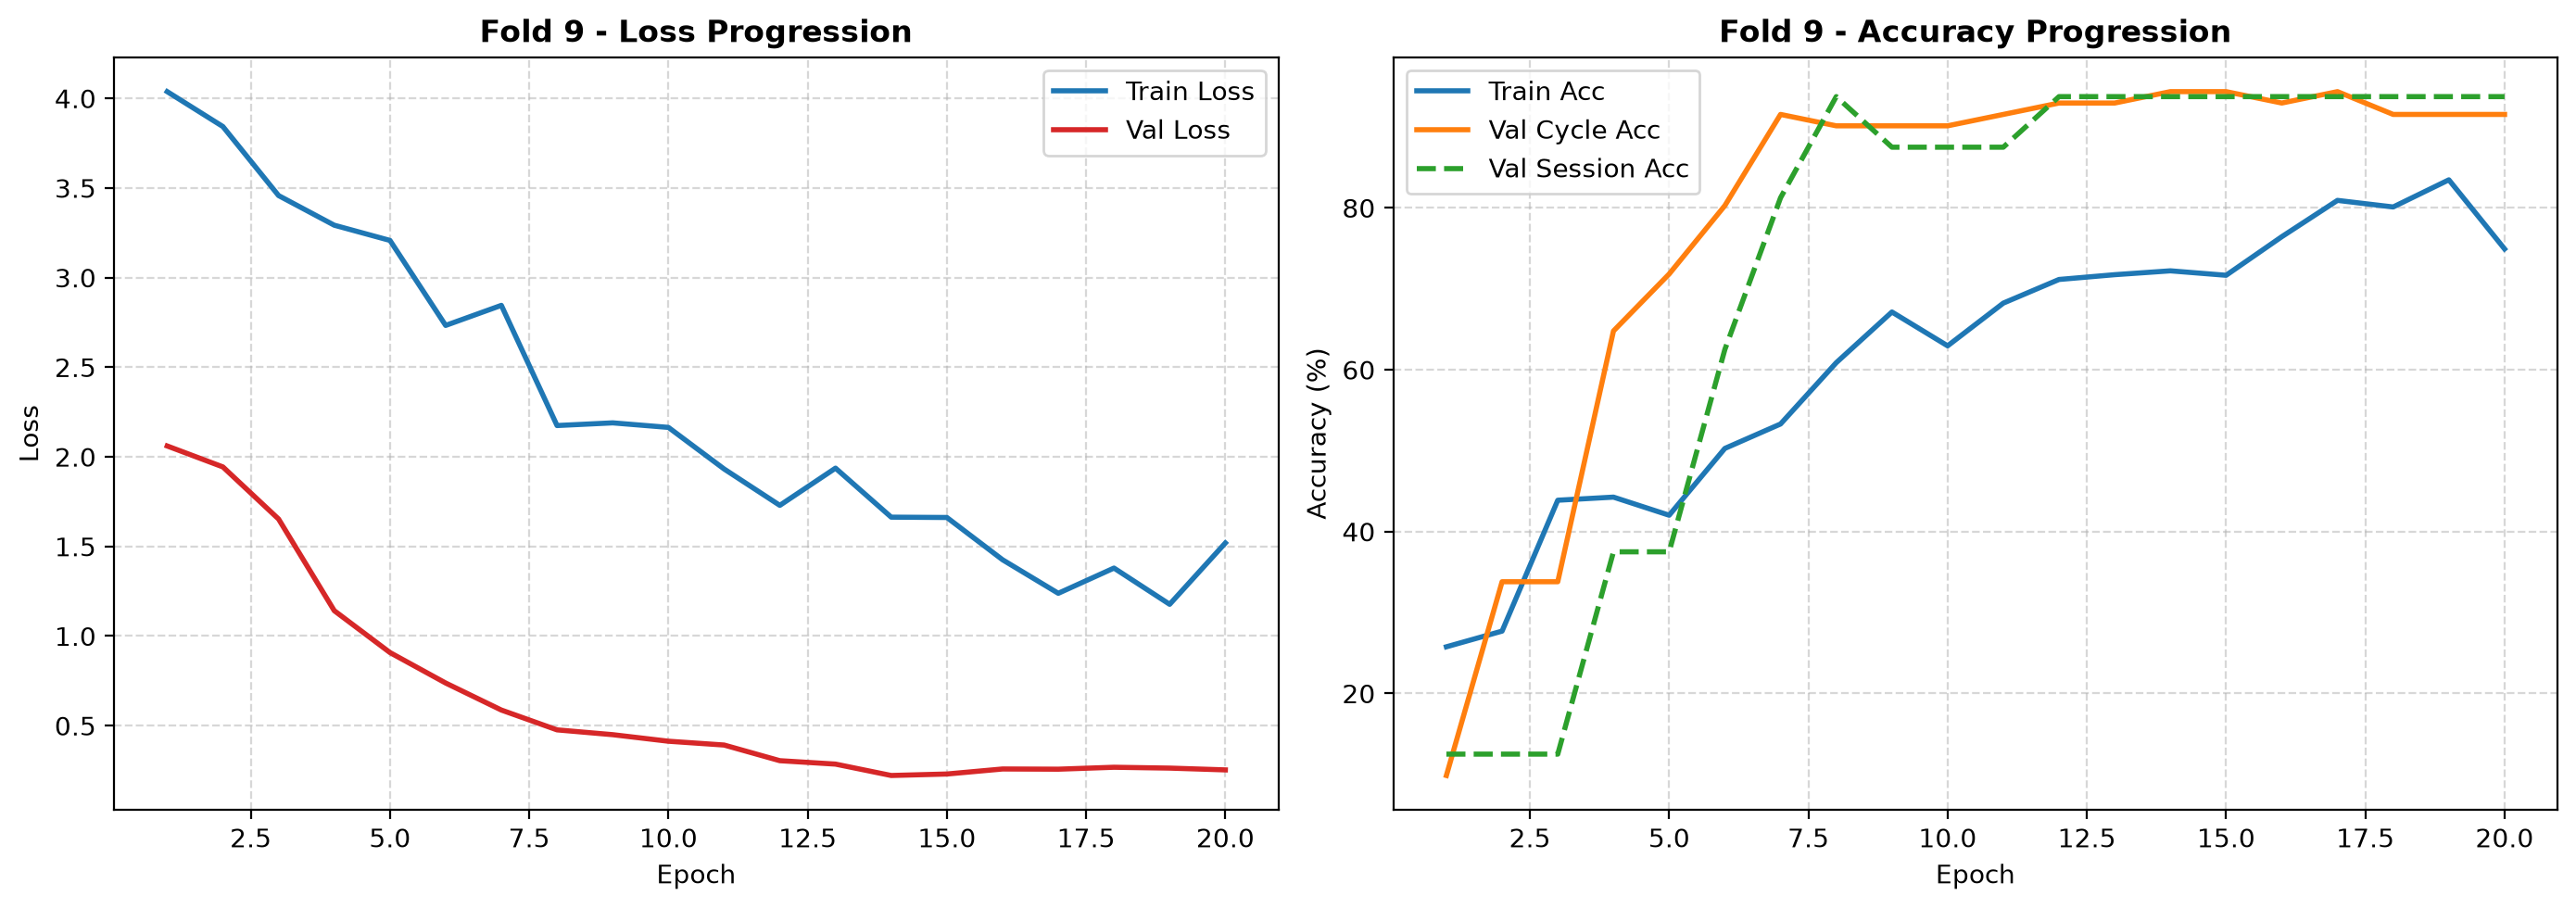 Fold 9 - Loss Progression
Train Loss
Val Loss
4.0
3.5
3.0
2.5
2.0
1.5
1.0
0.5
Loss
2.5 5.0 7.5 10.0 12.5 15.0 17.5 20.0
Epoch
Fold 9 - Accuracy Progression
Train Acc
Val Cycle Acc
Val Session Acc
80
60
40
20
Accuracy (%)
2.5 5.0 7.5 10.0 12.5 15.0 17.5 20.0
Epoch